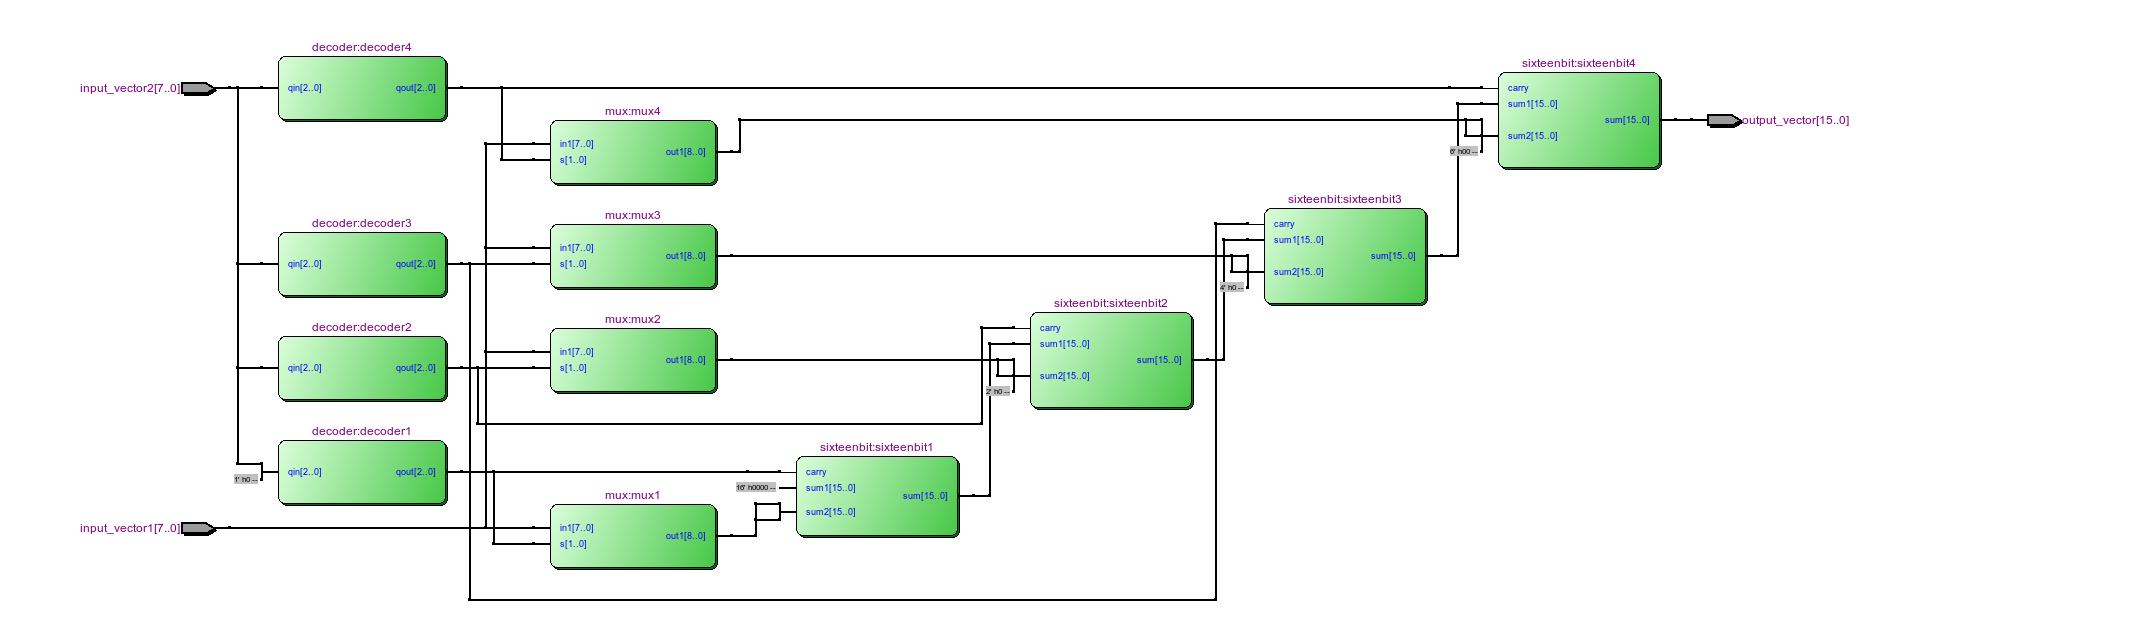 decoder:decoder4
input_vector2[7..0]
qin[2..0]
qout[2..0]
mux:mux4
in1[7..0]
s[1..0]
out1[8..0]
sixteenbit:sixteenbit4
carry
sum1[15..0]
sum2[15..0]
sum[15..0]
6' h00 --
output_vector[15..0]
decoder:decoder3
qin[2..0]
qout[2..0]
mux:mux3
in1[7..0]
s[1..0]
out1[8..0]
sixteenbit:sixteenbit3
carry
sum1[15..0]
sum2[15..0]
sum[15..0]
4' h0 --
decoder:decoder2
qin[2..0]
qout[2..0]
mux:mux2
in1[7..0]
s[1..0]
out1[8..0]
sixteenbit:sixteenbit2
carry
sum1[15..0]
sum2[15..0]
sum[15..0]
2' h0 --
decoder:decoder1
qin[2..0]
qout[2..0]
1' h0 --
sixteenbit:sixteenbit1
carry
16' h0000 --
sum1[15..0]
sum2[15..0]
sum[15..0]
mux:mux1
input_vector1[7..0]
in1[7..0]
s[1..0]
out1[8..0]